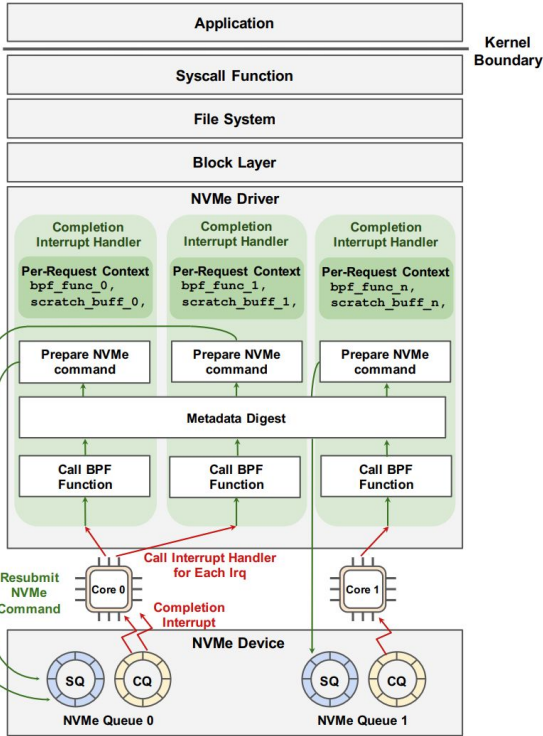 Application
Kernel
Boundary
Syscall Function
File System
Block Layer
NVMe Driver
Completion
Interrupt Handler
Completion
Interrupt Handler
Completion
Interrupt Handler
Per-Request Context
bpf_func_0,
scratch_buff_0,
Per-Request Context
bpf_func_1,
scratch_buff_1,
Per-Request Context
bpf_func_n,
scratch_buff_n,
Prepare NVMe
command
Prepare NVMe
command
Prepare NVMe
command
Metadata Digest
Call BPF
Function
Call BPF
Function
Call BPF
Function
Call Interrupt Handler
for Each Irq
Resubmit
NVMe
Command
Core 0
Core 1
Completion
Interrupt
NVMe Device
SQ
CQ
SQ
CQ
NVMe Queue 0
NVMe Queue 1